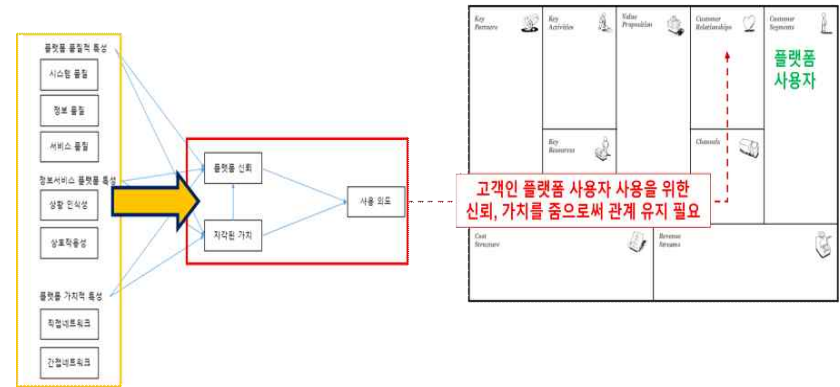 플랫폼 품질적 특성
시스템 품질
정보 품질
서비스 품질
정보서비스 플랫폼 특성
상황 인식성
상호작용성
플랫폼 가치적 특성
직접네트워크
간접네트워크
플랫폼 신뢰
지각된 가치
사용 의도
Key
Partners
Key
Activities
Value
Proposition
Customer
Relationships
Customer
Segments
플랫폼
사용자
Key
Resources
Channels
고객인 플랫폼 사용자 사용을 위한
신뢰, 가치를 줌으로써 관계 유지 필요
Cost
Structure
Revenue
Streams